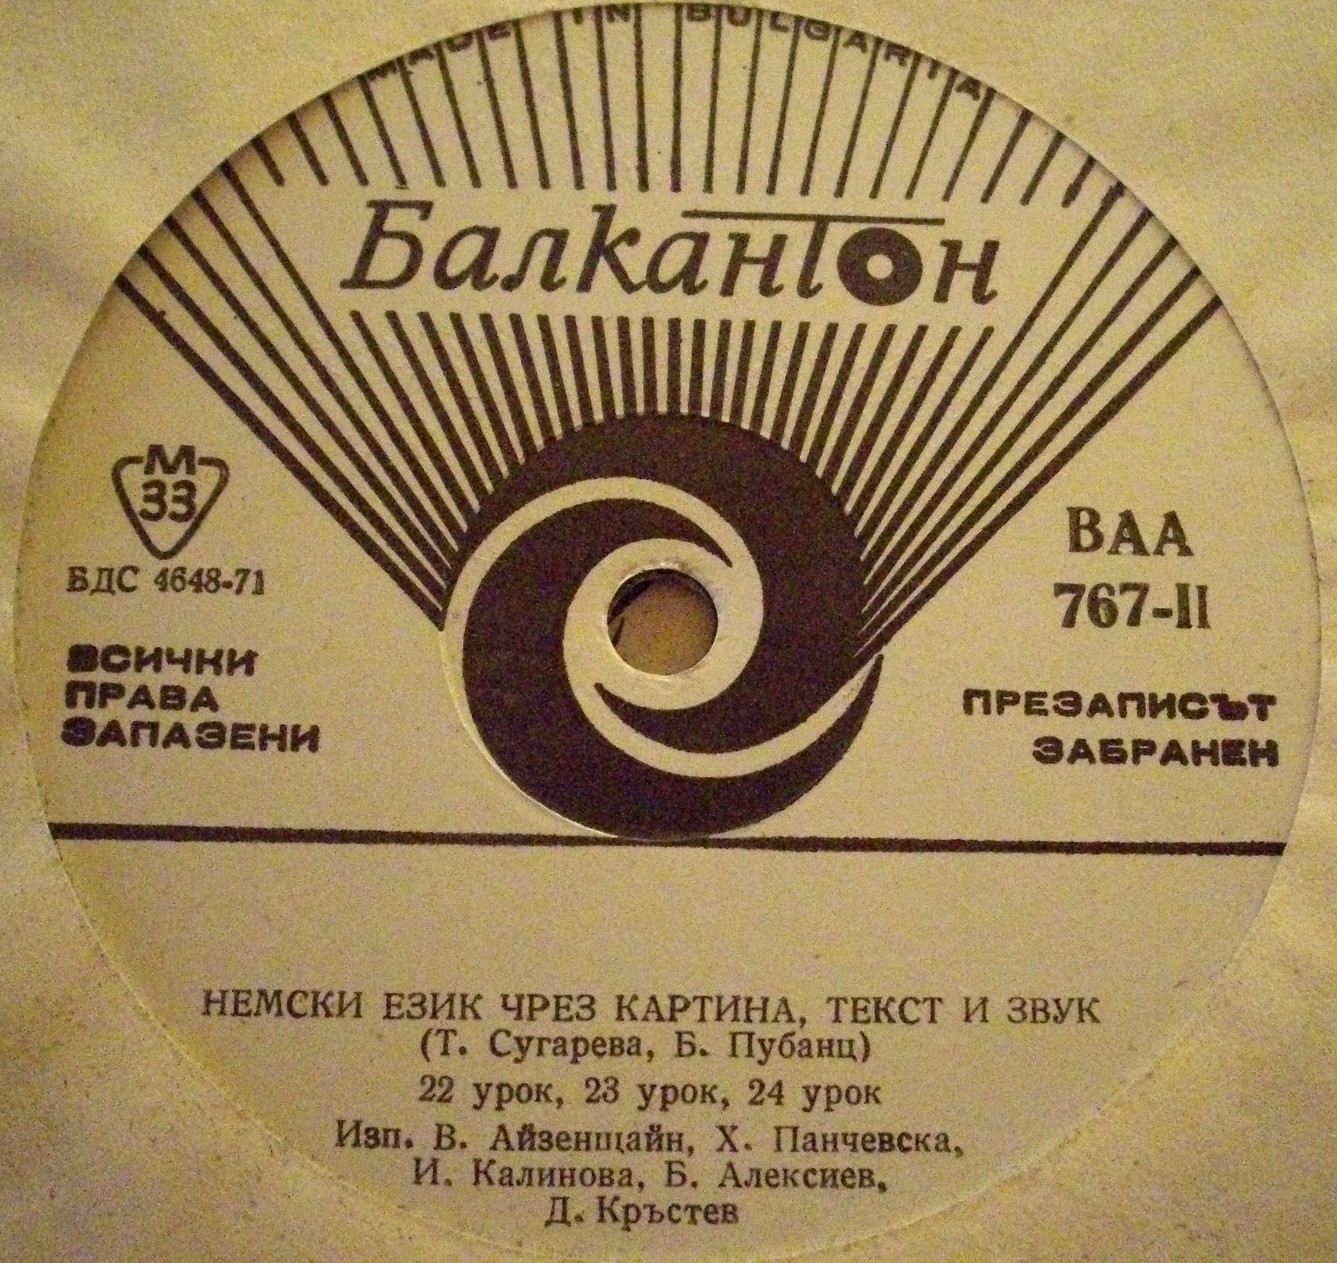 MADE IN BULGARIA
Балкантон
М
33
БДС 4648-71
ВСИЧКИ
ПРАВА
ЗАПАЗЕНИ
ВАА
767-II
ПРЕЗАПИСЪТ
ЗАБРАНЕН
НЕМСКИ ЕЗИК ЧРЕЗ КАРТИНА, ТЕКСТ И ЗВУК
(Т. Сугарева, Б. Пубанц)
22 урок, 23 урок, 24 урок
Изп. В. Айзенщайн, Х. Панчевска,
И. Калинова, Б. Алексиев,
Д. Кръстев